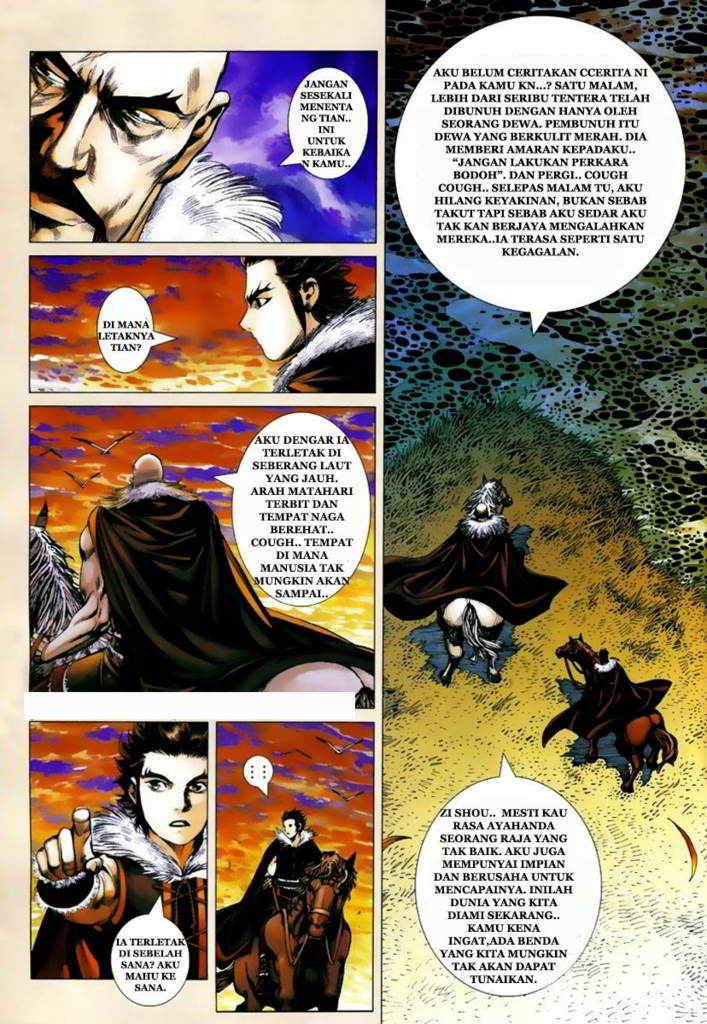 JANGAN
SESEKALI
MENENTA
NG TIAN..
INI
UNTUK
KEBAIKA
N KAMU..
DI MANA
LETAKNYA
TIAN?
AKU DENGAR IA
TERLETAK DI
SEBERANG LAUT
YANG JAUH.
ARAH MATAHARI
TERBIT DAN
TEMPAT NAGA
BEREHAT..
COUGH.. TEMPAT
DI MANA
MANUSIA TAK
MUNGKIN AKAN
SAMPAI..
IA TERLETAK
DI SEBELAH
SANA? AKU
MAHU KE
SANA.
AKU BELUM CERITAKAN CCERITA NI
PADA KAMU KN...? SATU MALAM,
LEBIH DARI SERIBU TENTERA TELAH
DIBUNUH DENGAN HANYA OLEH
SEORANG DEWA. PEMBUNUH ITU
DEWA YANG BERKULIT MERAH. DIA
MEMBERI AMARAN KEPADAKU..
“JANGAN LAKUKAN PERKARA
BODOH”. DAN PERGI.. COUGH
COUGH.. SELEPAS MALAM TU, AKU
HILANG KEYAKINAN, BUKAN SEBAB
TAKUT TAPI SEBAB AKU SEDAR AKU
TAK KAN BERJAYA MENGALAHKAN
MEREKA..IA TERASA SEPERTI SATU
KEGAGALAN.
ZI SHOU.. MESTI KAU
RASA AYAHANDA
SEORANG RAJA YANG
TAK BAIK. AKU JUGA
MEMPUNYAI IMPIAN
DAN BERUSAHA UNTUK
MENCAPAINYA. INILAH
DUNIA YANG KITA
DIAMI SEKARANG..
KAMU KENA
INGAT,ADA BENDA
YANG KITA MUNGKIN
TAK AKAN DAPAT
TUNAIKAN.